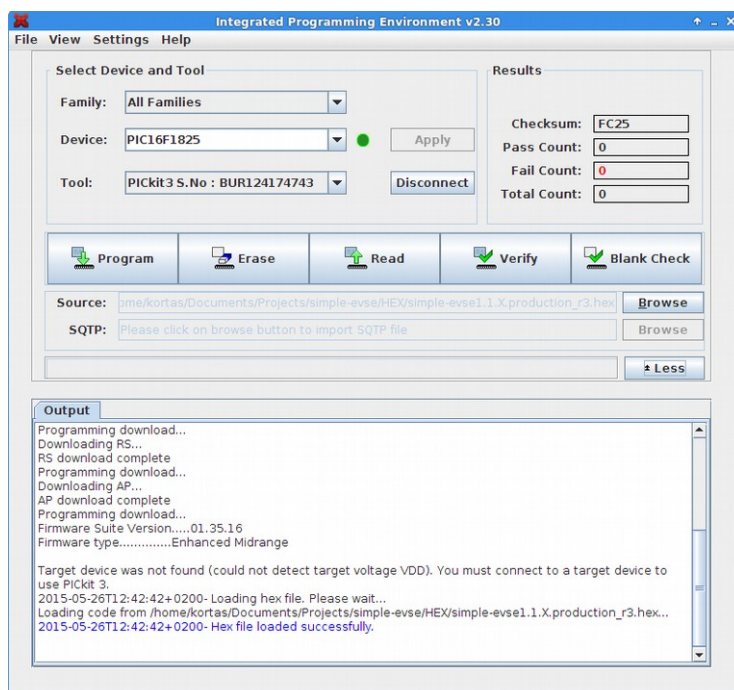 Integrated Programming Environment v2.30
File View Settings Help
Select Device and Tool
Family: All Families
Device: PIC16F1825 Apply
Tool: PICkit3 S.No : BUR124174743 Disconnect
Results
Checksum: FC25
Pass Count: 0
Fail Count: 0
Total Count: 0
Program Erase Read Verify Blank Check
Source: ome/kortas/Documents/Projects/simple-evse/HEX/simple-evse1.1.X.production_r3.hex Browse
SQTP: Please click on browse button to import SQTP file Browse
± Less
Output
Programming download...
Downloading RS...
RS download complete
Programming download...
Downloading AP...
AP download complete
Programming download...
Firmware Suite Version.....01.35.16
Firmware type..............Enhanced Midrange
Target device was not found (could not detect target voltage VDD). You must connect to a target device to
use PICkit 3.
2015-05-26T12:42:42+0200- Loading hex file. Please wait...
Loading code from /home/kortas/Documents/Projects/simple-evse/HEX/simple-evse1.1.X.production_r3.hex...
2015-05-26T12:42:42+0200- Hex file loaded successfully.